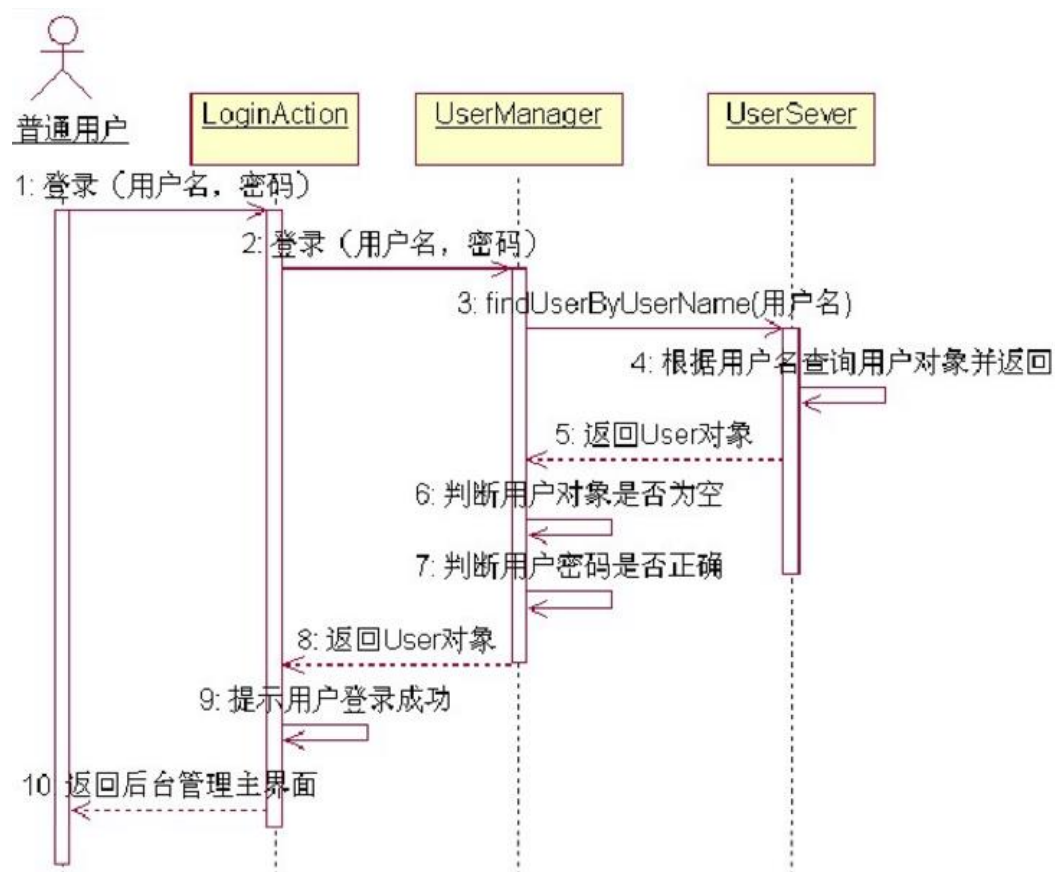 普通用户
LoginAction
UserManager
UserSever
1: 登录（用户名，密码）
2: 登录（用户名，密码）
3: findUserByUserName(用户名)
4: 根据用户名查询用户对象并返回
5: 返回User对象
6: 判断用户对象是否为空
7: 判断用户密码是否正确
8: 返回User对象
9: 提示用户登录成功
10: 返回后台管理主界面